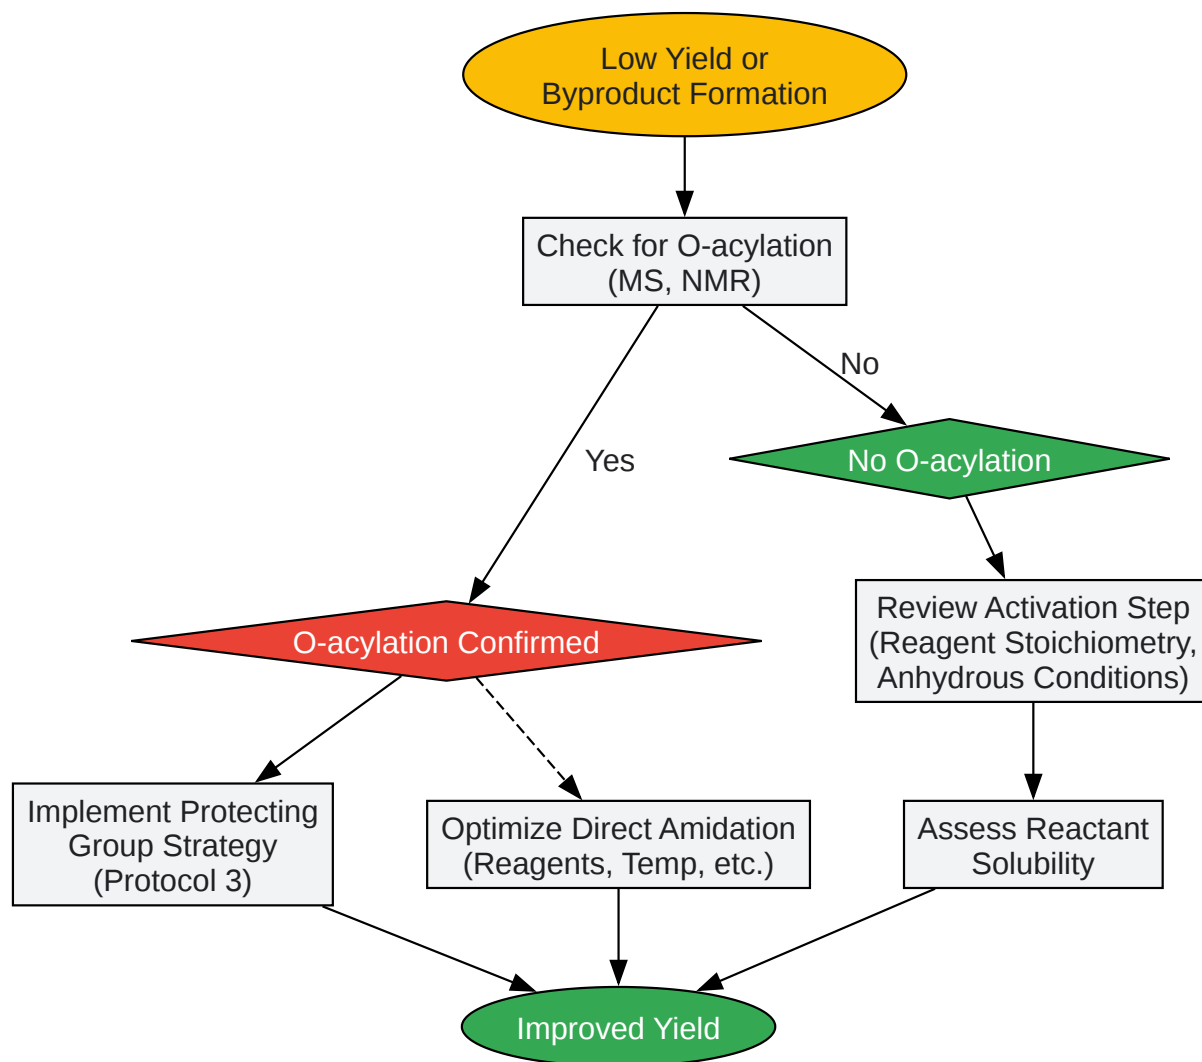 Low Yield or
Byproduct Formation
Check for O-acylation
(MS, NMR)
No
Yes
No O-acylation
Review Activation Step
(Reagent Stoichiometry,
Anhydrous Conditions)
O-acylation Confirmed
Implement Protecting
Group Strategy
(Protocol 3)
Optimize Direct Amidation
(Reagents, Temp, etc.)
Assess Reactant
Solubility
Improved Yield